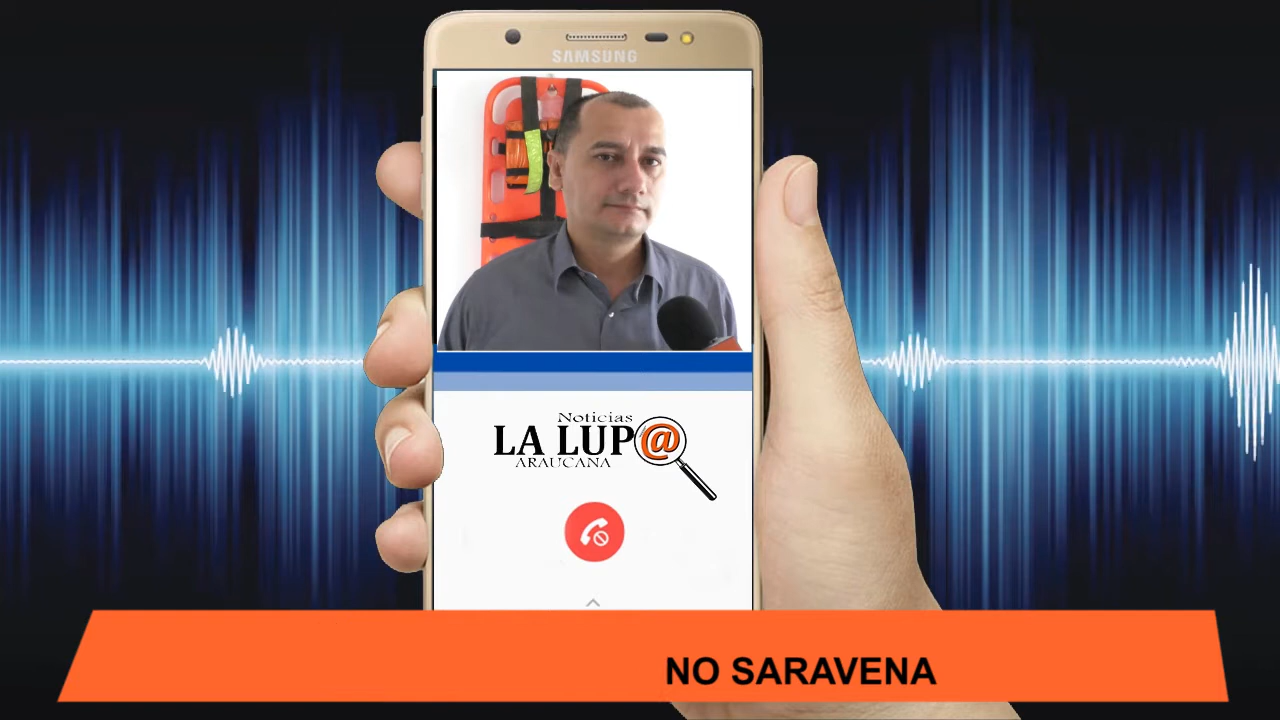 SAMSUNG
Noticias
LA LUP@
ARAUCANA
NO SARAVENA